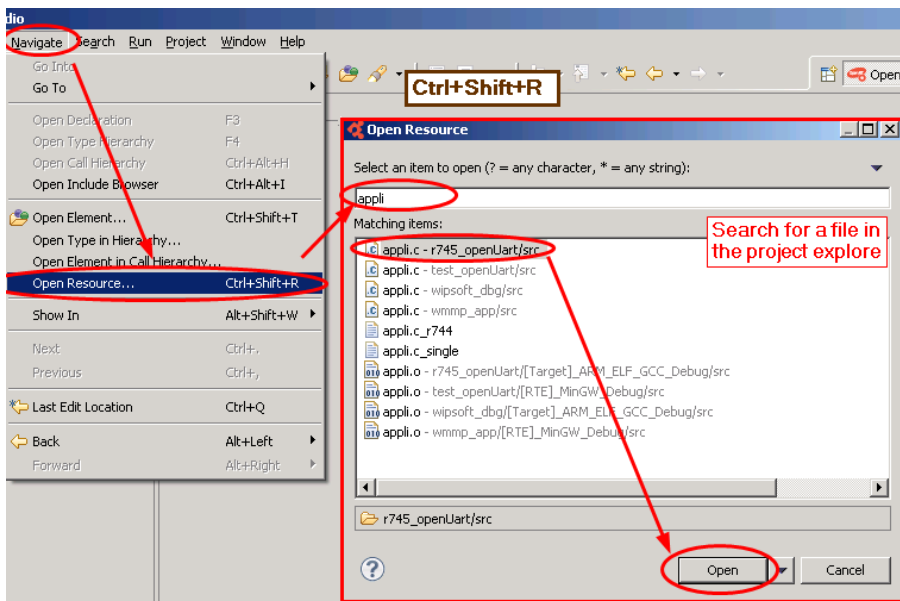 dio
Navigate Search Run Project Window Help
Go Into
Go To
Open Declaration F3
Open Type Hierarchy F4
Open Call Hierarchy Ctrl+Alt+H
Open Include Browser Ctrl+Alt+I
Open Element... Ctrl+Shift+T
Open Type in Hierarchy...
Open Element in Call Hierarchy...
Open Resource... Ctrl+Shift+R
Show In Alt+Shift+W
Next Ctrl+.
Previous Ctrl+,
Last Edit Location Ctrl+Q
Back Alt+Left
Forward Alt+Right
Ctrl+Shift+R
Open
Open Resource
Select an item to open (? = any character, * = any string):
appli
Matching items:
Search for a file in
the project explore
appli.c - r745_openUart/src
appli.c - test_openUart/src
appli.c - wipsoft_dbg/src
appli.c - wmmp_app/src
appli.c_r744
appli.c_single
appli.o - r745_openUart/[Target]_ARM_ELF_GCC_Debug/src
appli.o - test_openUart/[RTE]_MinGW_Debug/src
appli.o - wipsoft_dbg/[Target]_ARM_ELF_GCC_Debug/src
appli.o - wmmp_app/[RTE]_MinGW_Debug/src
r745_openUart/src
Open Cancel